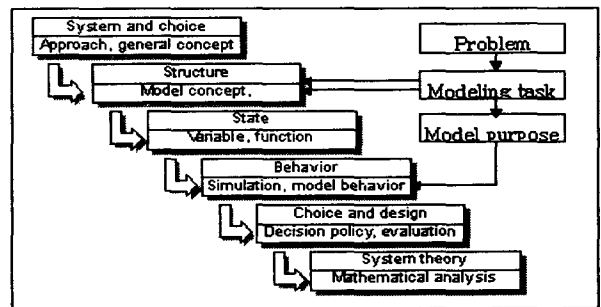 System and choice
Approach, general concept
Problem
Structure
Model concept,
Modeling task
State
Variable, function
Model purpose
Behavior
Simulation, model behavior
Choice and design
Decision policy, evaluation
System theory
Mathematical analysis